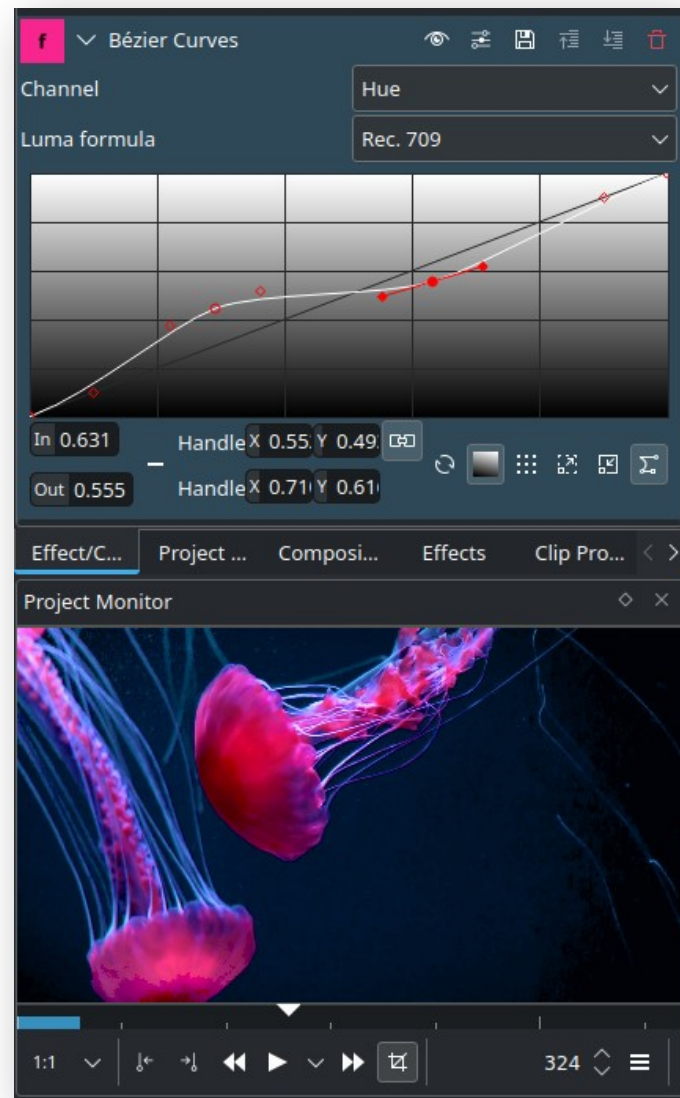 f Bézier Curves
Channel Hue
Luma formula Rec. 709
In 0.631 Handle X 0.55 Y 0.49
Out 0.555 Handle X 0.71 Y 0.61
Effect/C... Project ... Composi... Effects Clip Pro...
Project Monitor
1:1 324